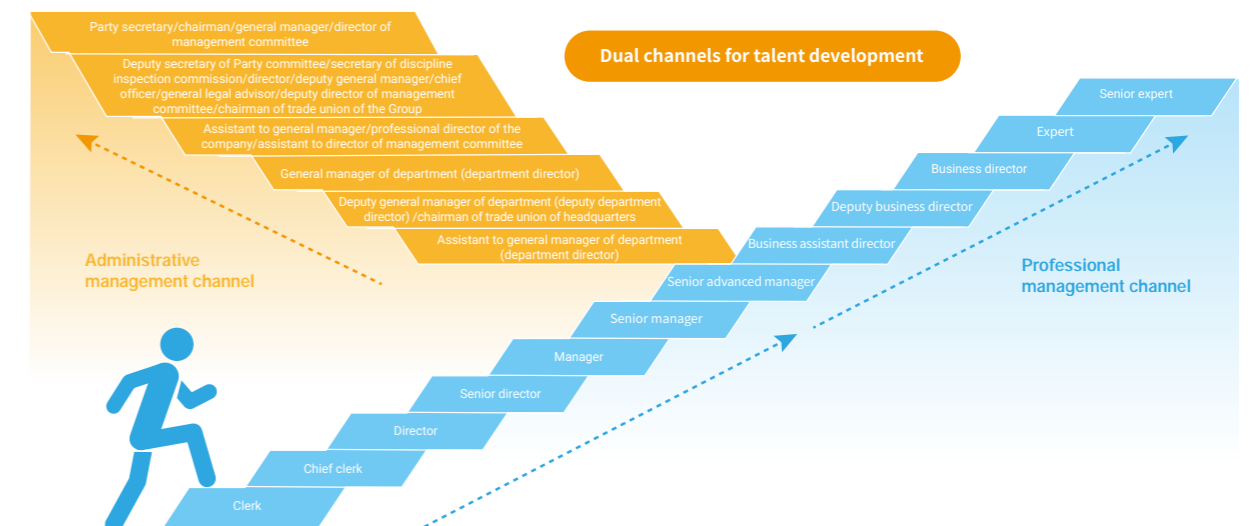 Dual channels for talent development
Party secretary/chairman/general manager/director of
management committee
Deputy secretary of Party committee/secretary of discipline
inspection commission/director/deputy general manager/chief
officer/general legal advisor/deputy director of management
committee/chairman of trade union of the Group
Assistant to general manager/professional director of the
company/assistant to director of management committee
General manager of department (department director)
Deputy general manager of department (deputy department
director) /chairman of trade union of headquarters
Assistant to general manager of department
(department director)
Administrative
management channel
Senior expert
Expert
Business director
Deputy business director
Business assistant director
Professional
management channel
Senior advanced manager
Senior manager
Manager
Senior director
Director
Chief clerk
Clerk